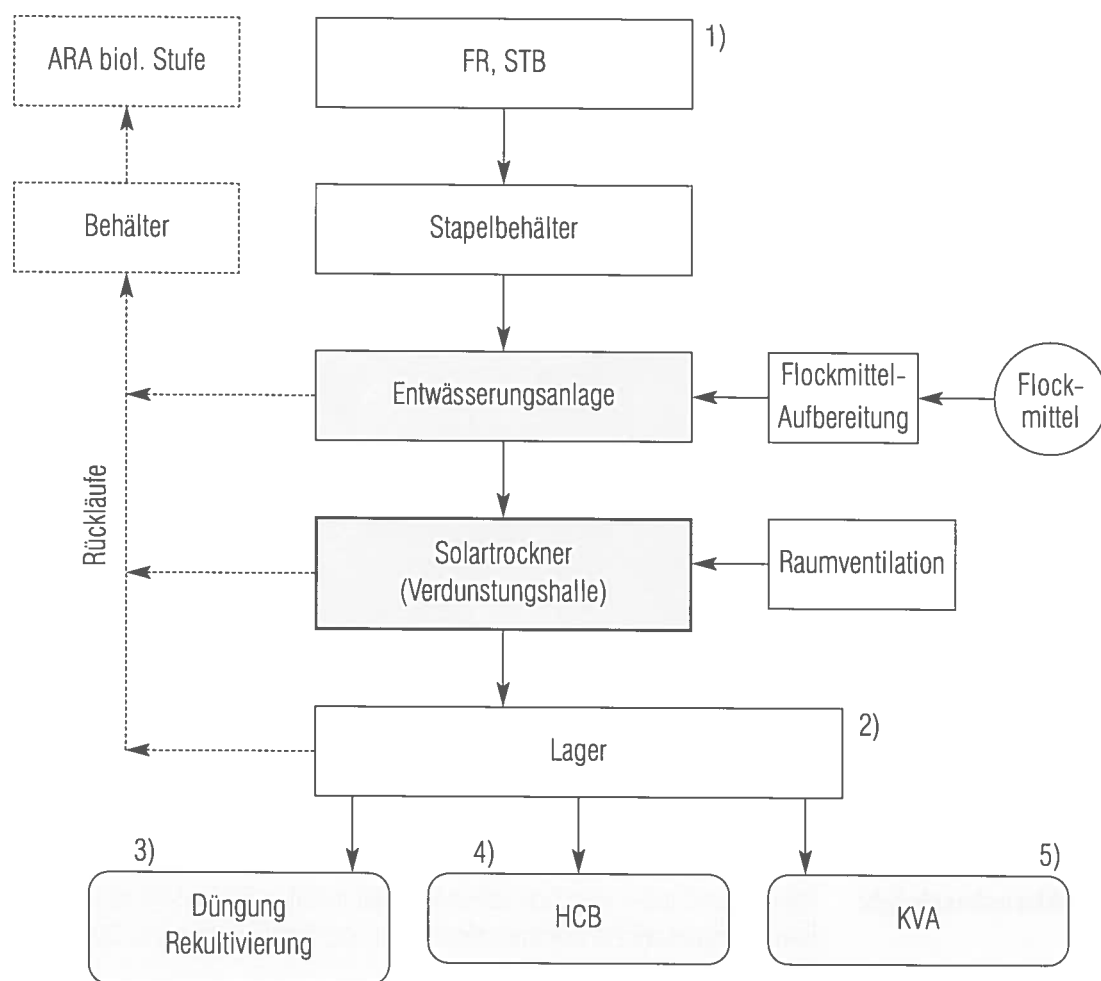 ARA biol. Stufe
FR, STB
1)
Behälter
Stapelbehälter
Entwässerungsanlage
Flockmittel-
Aufbereitung
Flock-
mittel
Rückläufe
Solartrockner
(Verdunstungshalle)
Raumventilation
Lager
2)
3)
Düngung
Rekultivierung
4)
HCB
5)
KVA